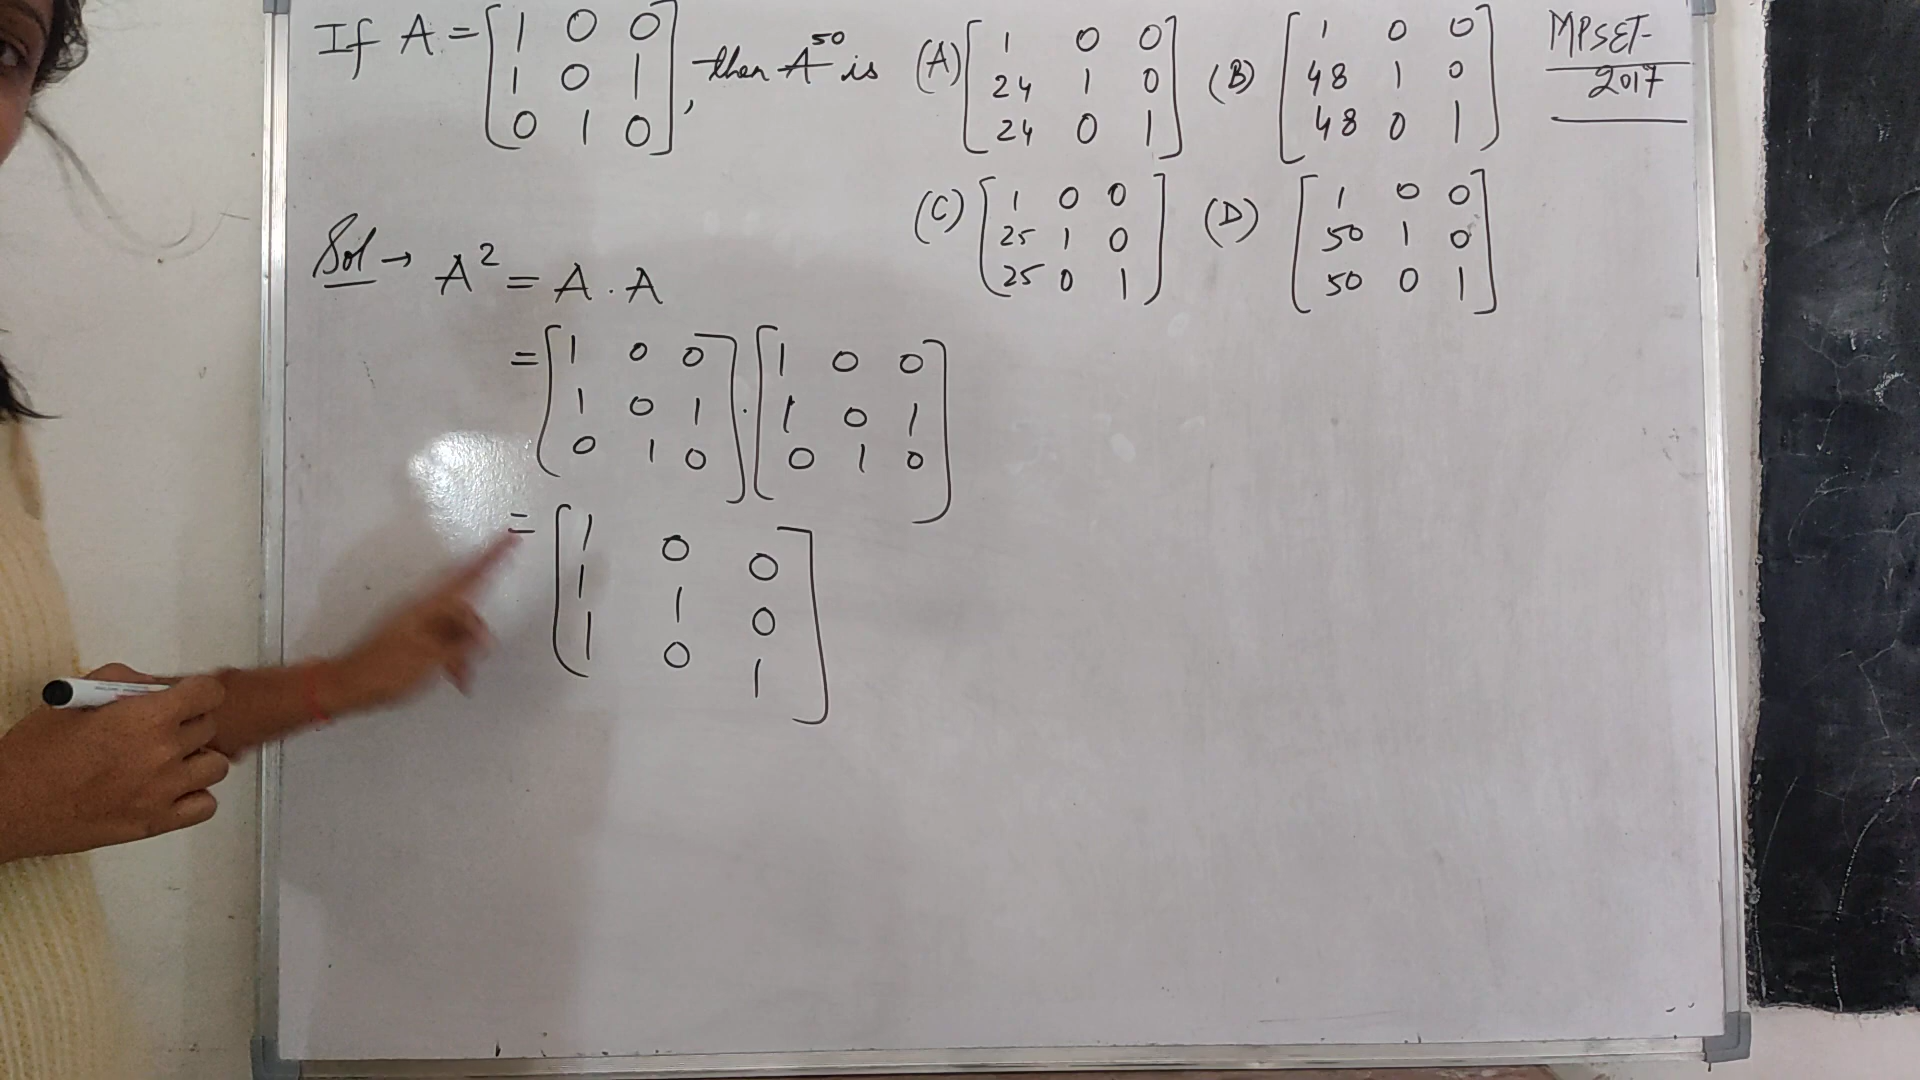 If A = [1 0 0 1 0 1 0 1 0], then A^50 is (A) [1 0 0 24 1 0 24 0 1] (B) [1 0 0 48 1 0 48 0 1] MPSET-2017
(C) [1 0 0 25 1 0 25 0 1] (D) [1 0 0 50 1 0 50 0 1]
Sol → A² = A . A
= [1 0 0 1 0 1 0 1 0] . [1 0 0 1 0 1 0 1 0]
= [1 0 0 1 1 0 1 0 1]